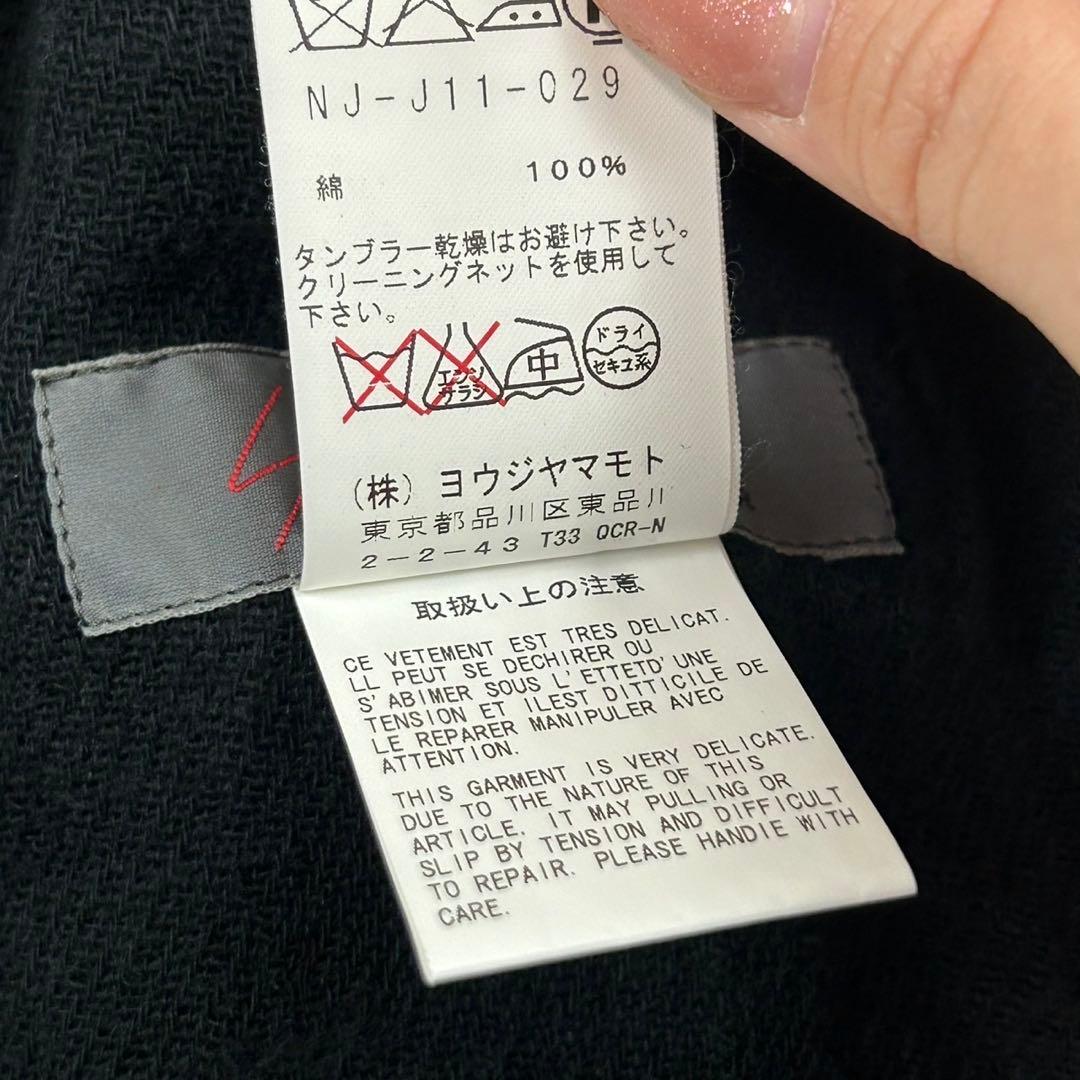 NJ-J11-029
綿 100%
タンブラー乾燥はお避け下さい。
クリーニングネットを使用して
下さい。
エンソ
サラシ
中
ドライ
セキユ系
(株) ヨウジヤマモト
東京都品川区東品川
2-2-43 T33 QCR-N
取扱い上の注意
CE VETEMENT EST TRES DELICAT.
LL PEUT SE DECHIRER OU
S'ABIMER SOUS L'ETTETD'UNE
TENSION ET ILEST DITTICILE DE
LE REPARER MANIPULER AVEC
ATTENTION.
THIS GARMENT IS VERY DELICATE.
DUE TO THE NATURE OF THIS
ARTICLE. IT MAY PULLING OR
SLIP BY TENSION AND DIFFICULT
TO REPAIR. PLEASE HANDIE WITH
CARE.